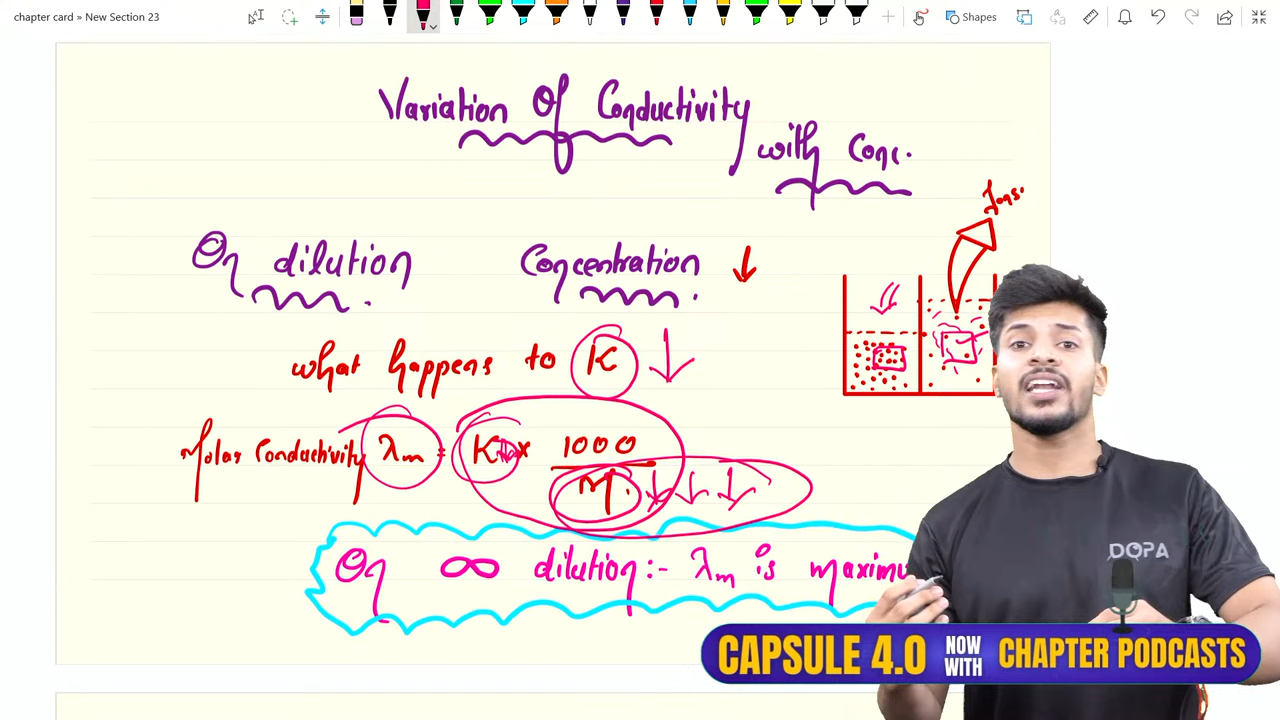 chapter card » New Section 23
Shapes
Variation Of Conductivity
with Conc.
Ions.
On dilution. Concentration. ↓
what happens to K ↓
Molar Conductivity λm = K↓ × 1000
M. ↓ ↓ ↓
On ∞ dilution:- λm is maximu
DOPA
CAPSULE 4.0 NOW WITH CHAPTER PODCASTS